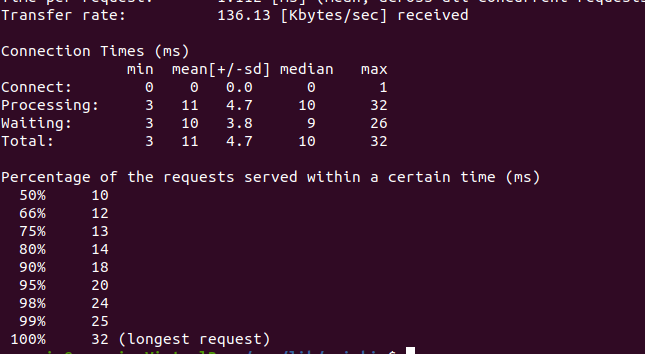 Transfer rate:          136.13 [Kbytes/sec] received
Connection Times (ms)
              min  mean[+/-sd] median   max
Connect:        0    0   0.0      0       1
Processing:     3   11   4.7     10      32
Waiting:        3   10   3.8      9      26
Total:          3   11   4.7     10      32
Percentage of the requests served within a certain time (ms)
  50%     10
  66%     12
  75%     13
  80%     14
  90%     18
  95%     20
  98%     24
  99%     25
 100%     32 (longest request)